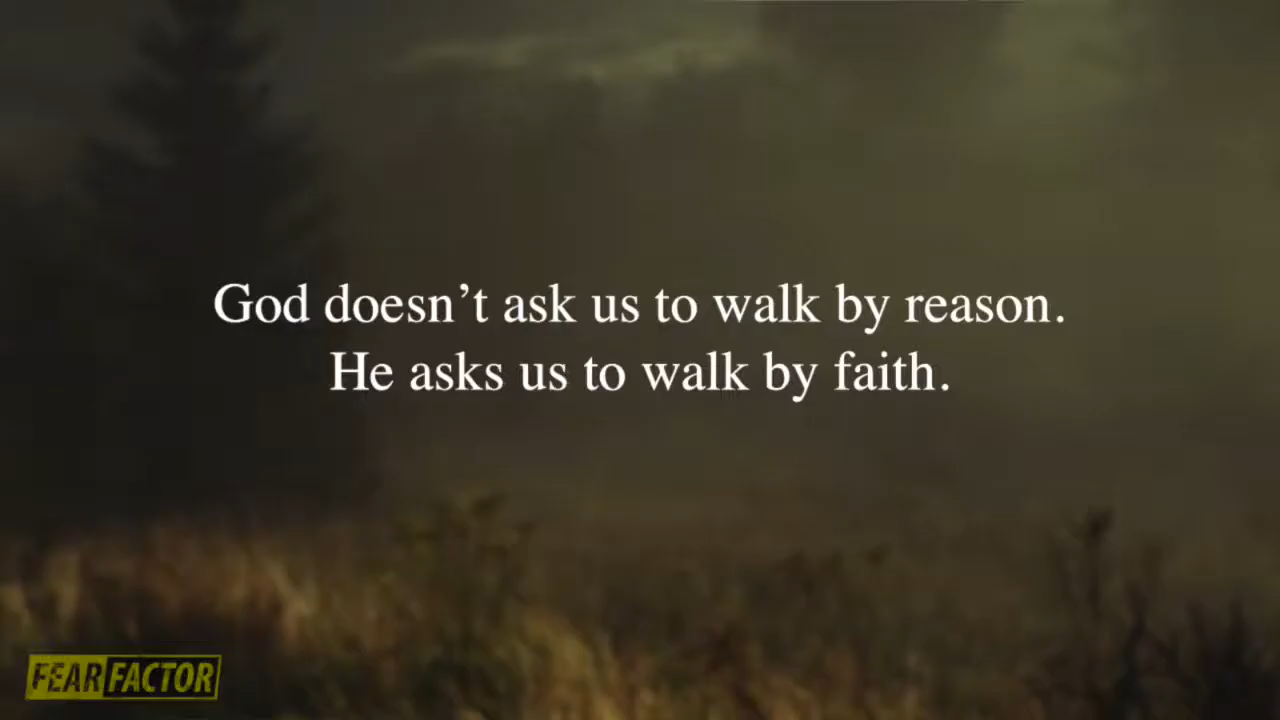 God doesn’t ask us to walk by reason.
He asks us to walk by faith.
FEAR FACTOR